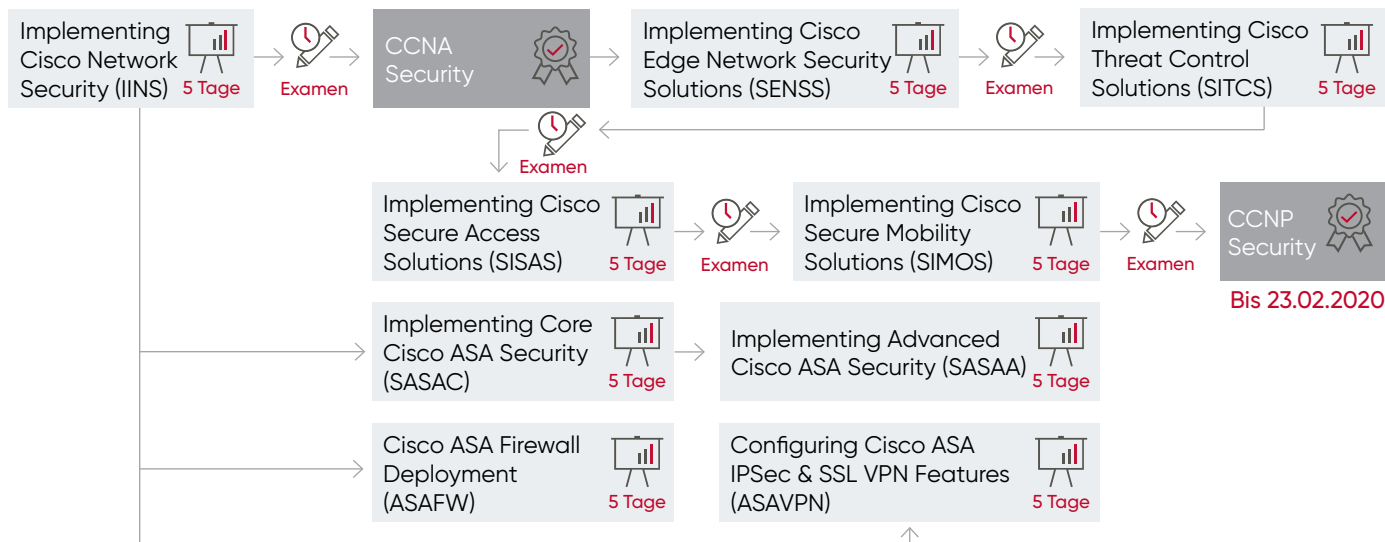 Implementing
Cisco Network
Security (IINS)
5 Tage
Examen
CCNA
Security
Implementing Cisco
Edge Network Security
Solutions (SENSS)
5 Tage
Examen
Implementing Cisco
Threat Control
Solutions (SITCS)
5 Tage
Examen
Implementing Cisco
Secure Access
Solutions (SISAS)
5 Tage
Examen
Implementing Cisco
Secure Mobility
Solutions (SIMOS)
5 Tage
Examen
CCNP
Security
Bis 23.02.2020
Implementing Core
Cisco ASA Security
(SASAC)
5 Tage
Implementing Advanced
Cisco ASA Security (SASAA)
5 Tage
Cisco ASA Firewall
Deployment
(ASAFW)
5 Tage
Configuring Cisco ASA
IPSec & SSL VPN Features
(ASAVPN)
5 Tage